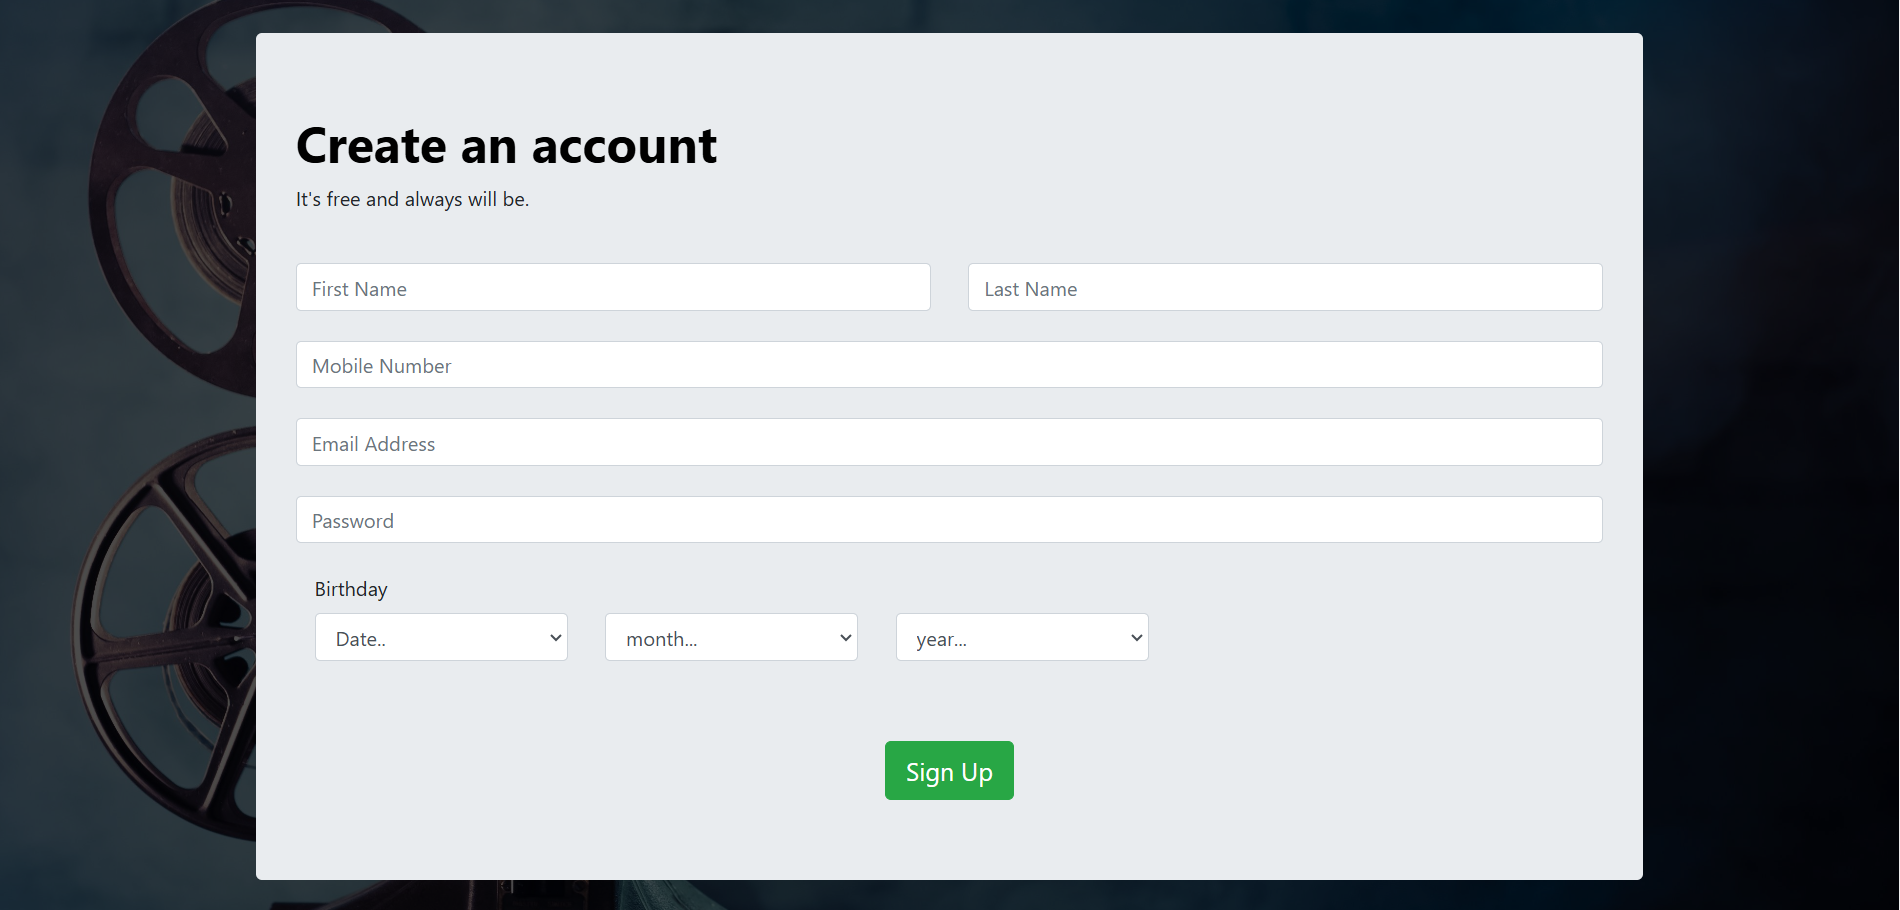 Create an account
It's free and always will be.
First Name Last Name
Mobile Number
Email Address
Password
Birthday
Date.. month... year...
Sign Up